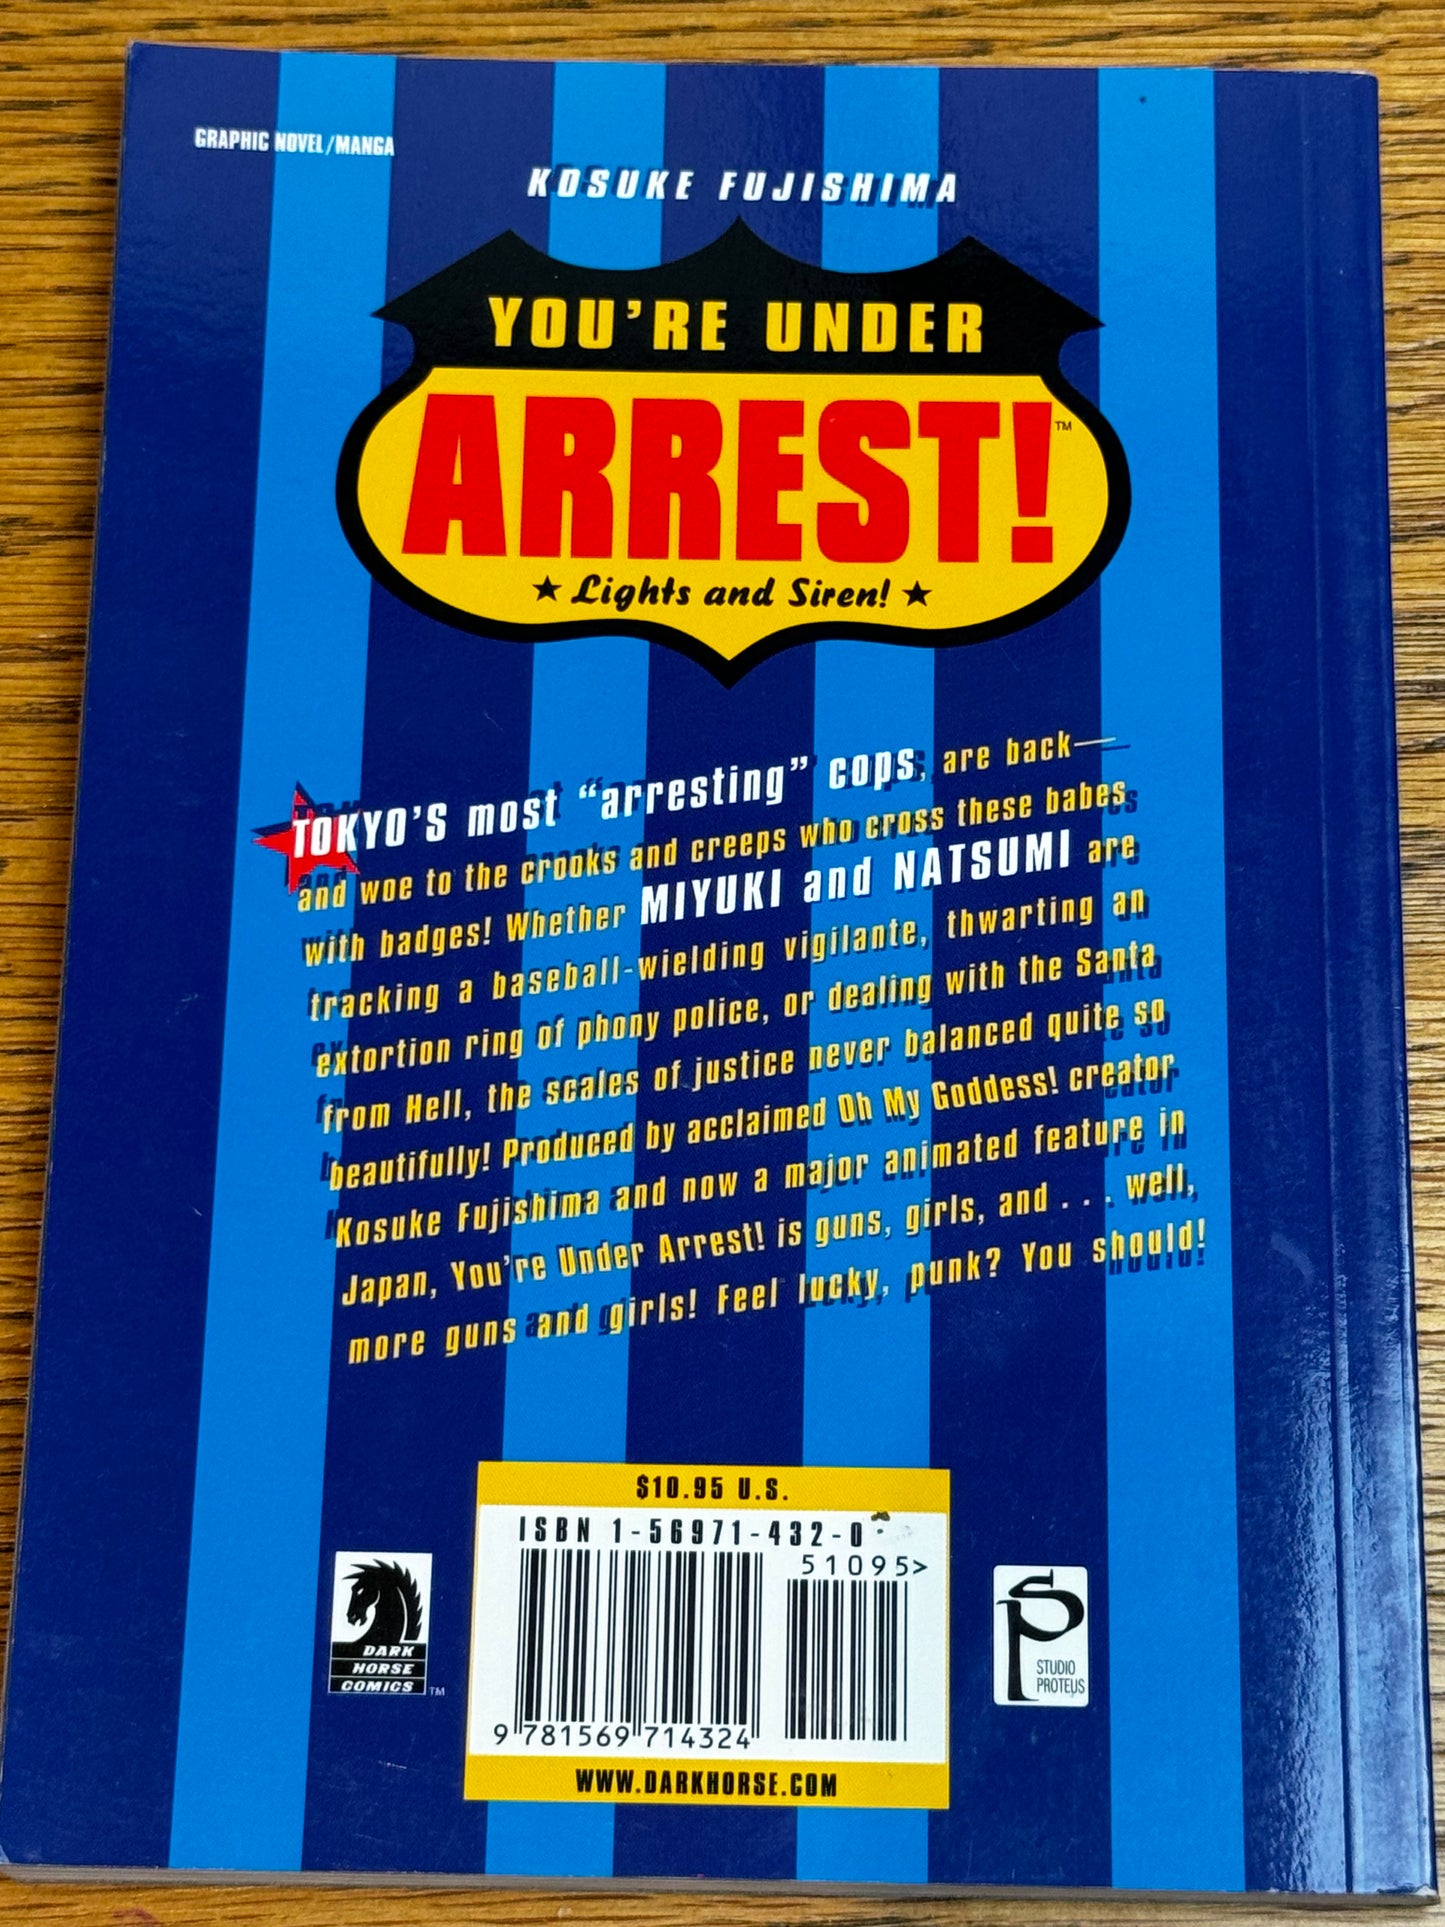 GRAPHIC NOVEL/MANGA
KOSUKE FUJISHIMA
YOU'RE UNDER
ARREST!™
★ Lights and Siren! ★
TOKYO'S most “arresting” cops, are back—
and woe to the crooks and creeps who cross these babes
with badges! Whether MIYUKI and NATSUMI are
tracking a baseball-wielding vigilante, thwarting an
extortion ring of phony police, or dealing with the Santa
from Hell, the scales of justice never balanced quite so
beautifully! Produced by acclaimed Oh My Goddess! creator
Kosuke Fujishima and now a major animated feature in
Japan, You're Under Arrest! is guns, girls, and . . . well,
more guns and girls! Feel lucky, punk? You should!
$10.95 U.S.
ISBN 1-56971-432-0
51095>
9 781569 714324
WWW.DARKHORSE.COM
DARK
HORSE
COMICS™
SP
STUDIO
PROTEUS